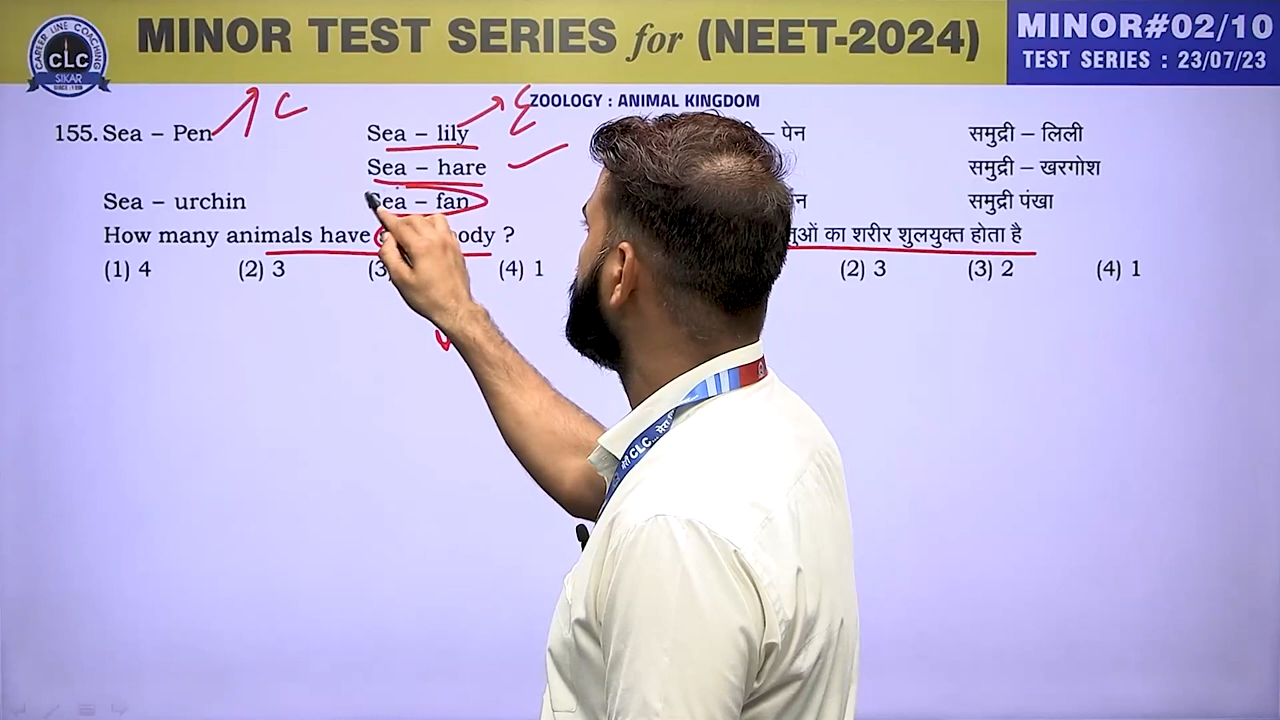 CAREER LINE COACHING
CLC
SIKAR
MINOR TEST SERIES for (NEET-2024)
MINOR#02/10
TEST SERIES : 23/07/23
ZOOLOGY : ANIMAL KINGDOM
155. Sea – Pen C Sea – lily E – पेन समुद्री – लिली
Sea – hare समुद्री – खरगोश
Sea – urchin Sea – fan समुद्री पंखा
How many animals have body ? का शरीर शुलयुक्त होता है
(1) 4 (2) 3 (4) 1 (2) 3 (3) 2 (4) 1
CLC...